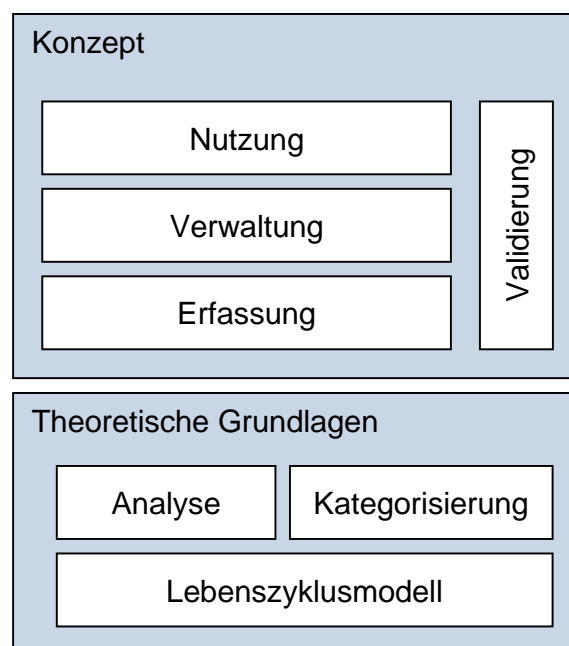 Konzept
Nutzung
Verwaltung
Erfassung
Validierung
Theoretische Grundlagen
Analyse
Kategorisierung
Lebenszyklusmodell